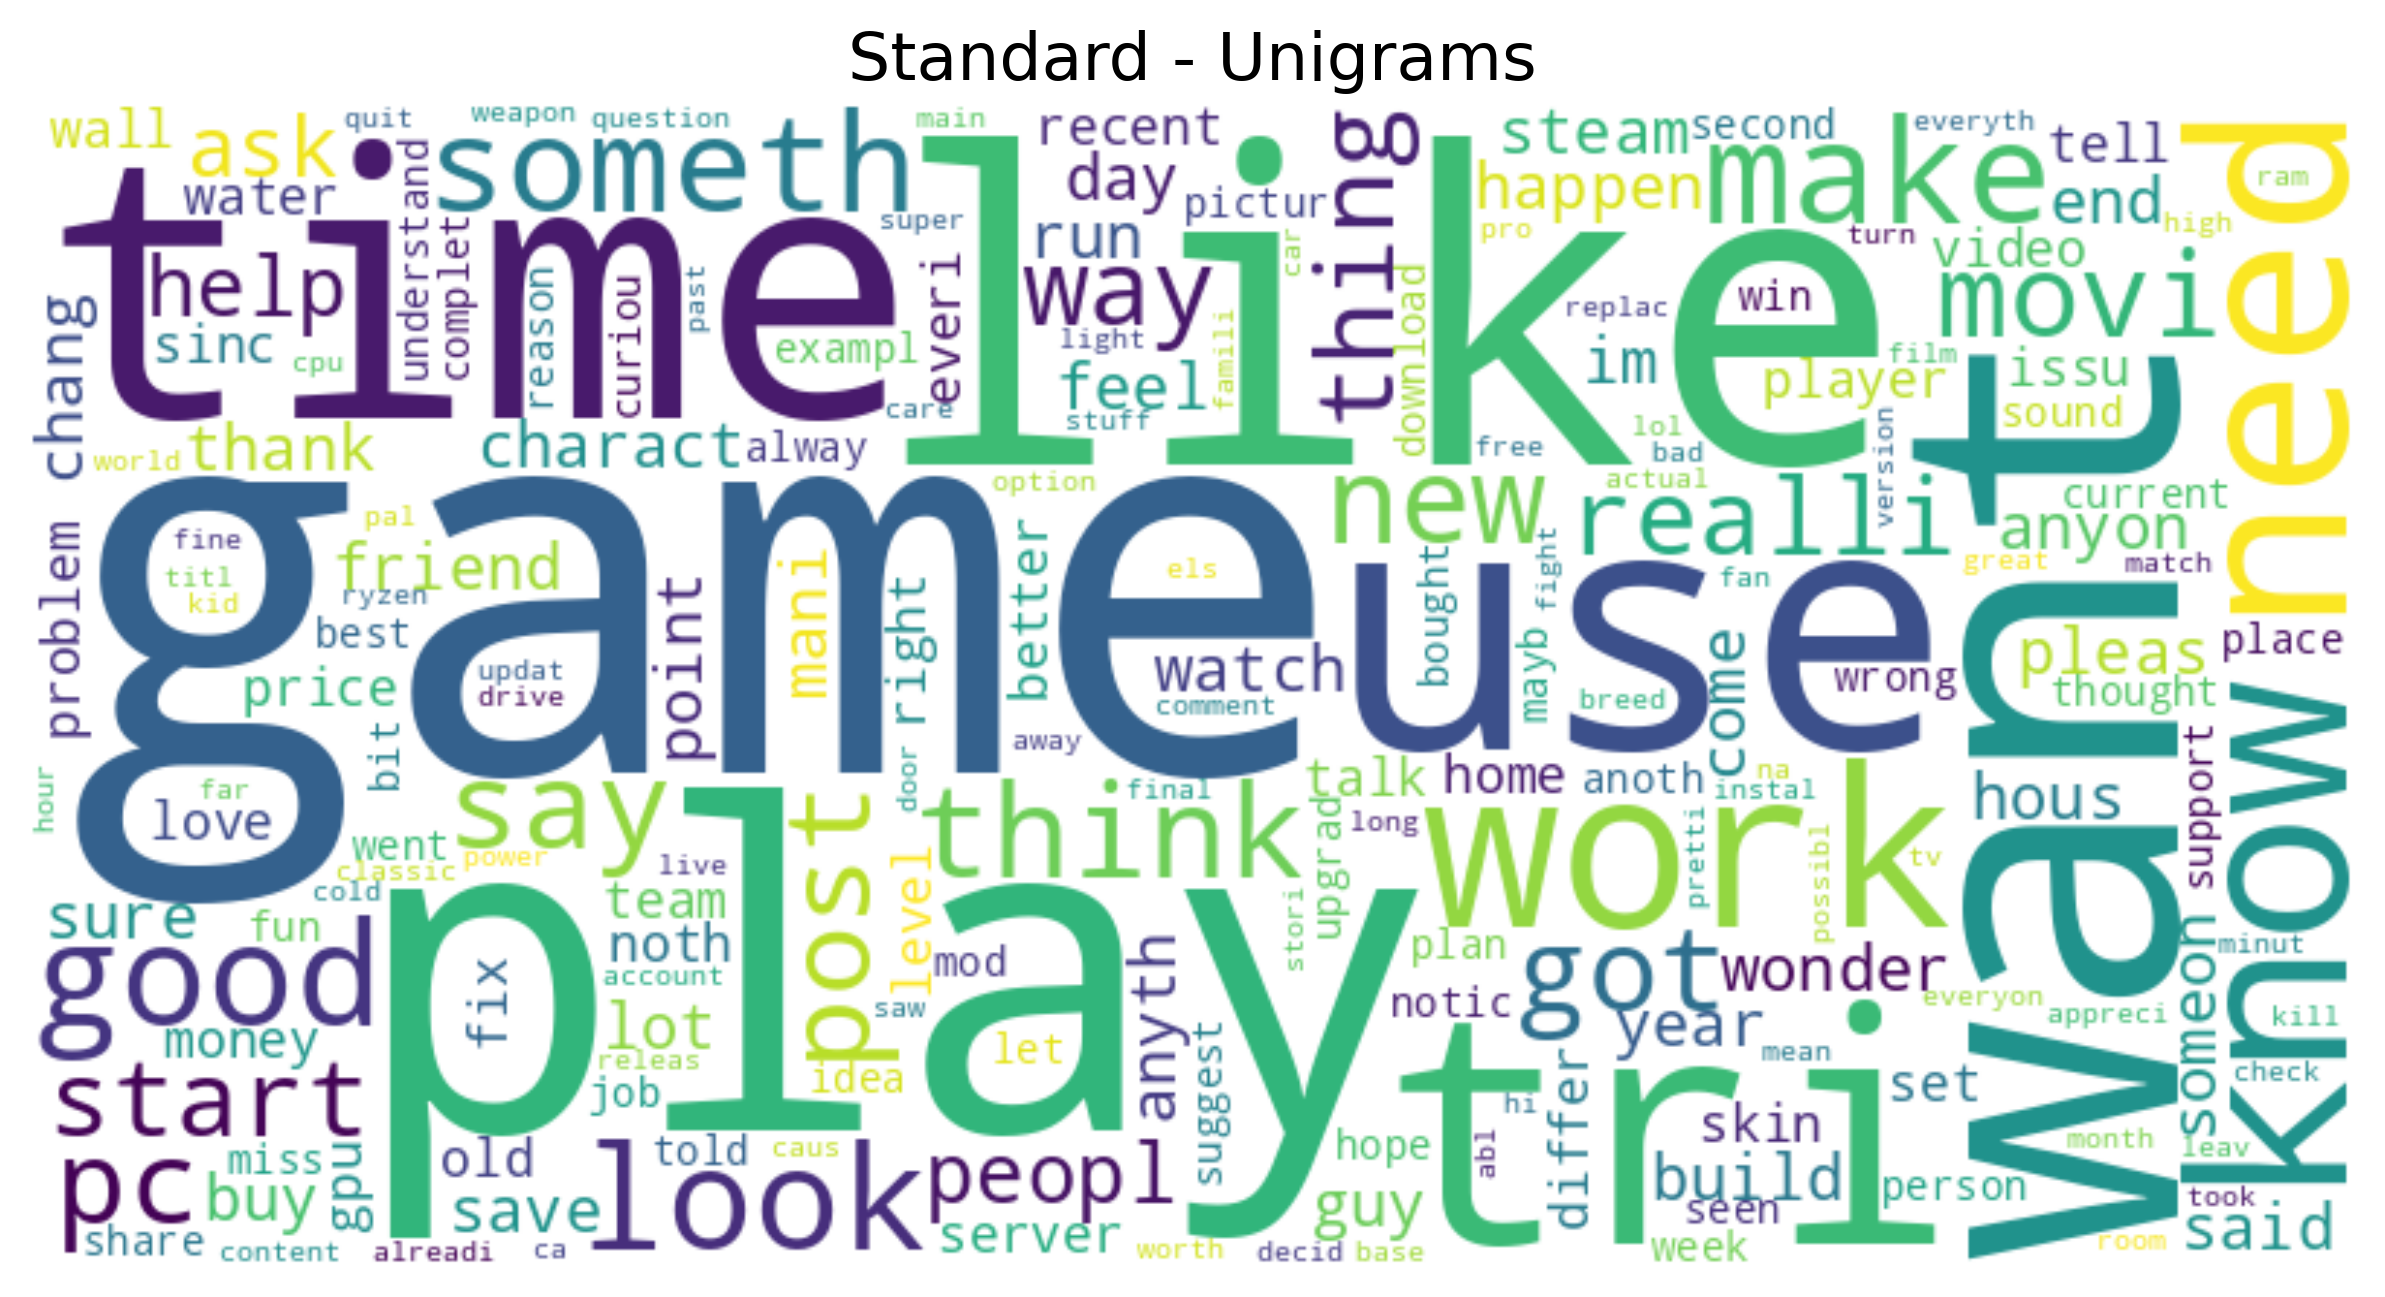 Standard - Unigrams
wall
ask
quit
weapon
question
main
recent
steam
second
everyth
tell
need
water
time
someth
like
thing
day
pictur
happen
make
end
ram
high
understand
complet
super
run
pro
turn
video
movi
help
sinc
cpu
reason
curiou
past
exampl
everi
way
light
feel
famili
car
stuff
care
download
replac
win
im
player
film
issu
sound
chang
world
thank
charact
alway
option
free
lol
bad
actual
version
want
current
anyon
game
new
realli
great
match
problem
fine
titl
kid
pal
friend
ryzen
best
price
updat
drive
point
mani
right
better
els
watch
comment
away
bought
use
mayb
fight
fan
breed
come
wrong
pleas
thought
place
know
hour
far
love
bit
went
classic
cold
power
say
play
live
door
post
think
final
talk
home
anoth
na
instal
long
work
pretti
possibl
tv
hous
support
sure
fun
good
money
fix
team
noth
account
lot
releas
job
level
mod
saw
let
idea
anyth
stori
upgrad
plan
notic
got
wonder
year
mean
everyon
appreci
someon
minut
kill
check
start
pc
miss
buy
gpu
share
content
alreadi
old
save
told
ca
look
caus
peopl
server
suggest
worth
decid
base
hope
guy
tri
hi
abl
differ
set
skin
build
seen
week
person
month
leav
took
room
said